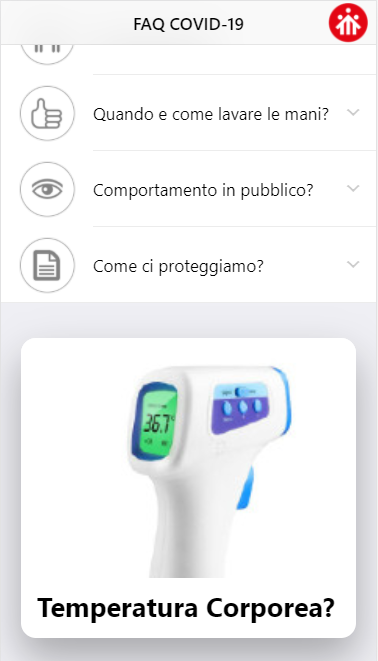 FAQ COVID-19
Quando e come lavare le mani?
Comportamento in pubblico?
Come ci proteggiamo?
36.7
Temperatura Corporea?